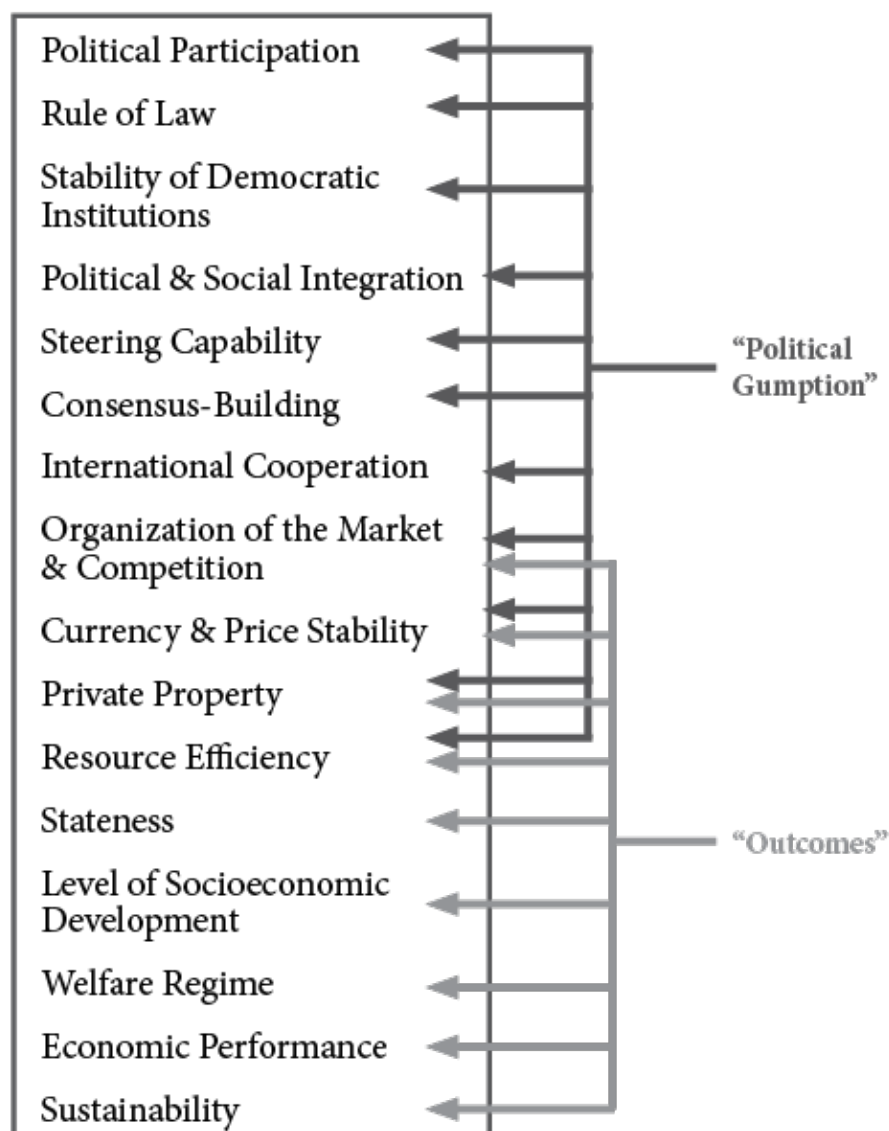 Political Participation
Rule of Law
Stability of Democratic
Institutions
Political & Social Integration
Steering Capability
Consensus-Building
International Cooperation
Organization of the Market
& Competition
Currency & Price Stability
Private Property
Resource Efficiency
Stateness
Level of Socioeconomic
Development
Welfare Regime
Economic Performance
Sustainability
“Political
Gumption”
“Outcomes”